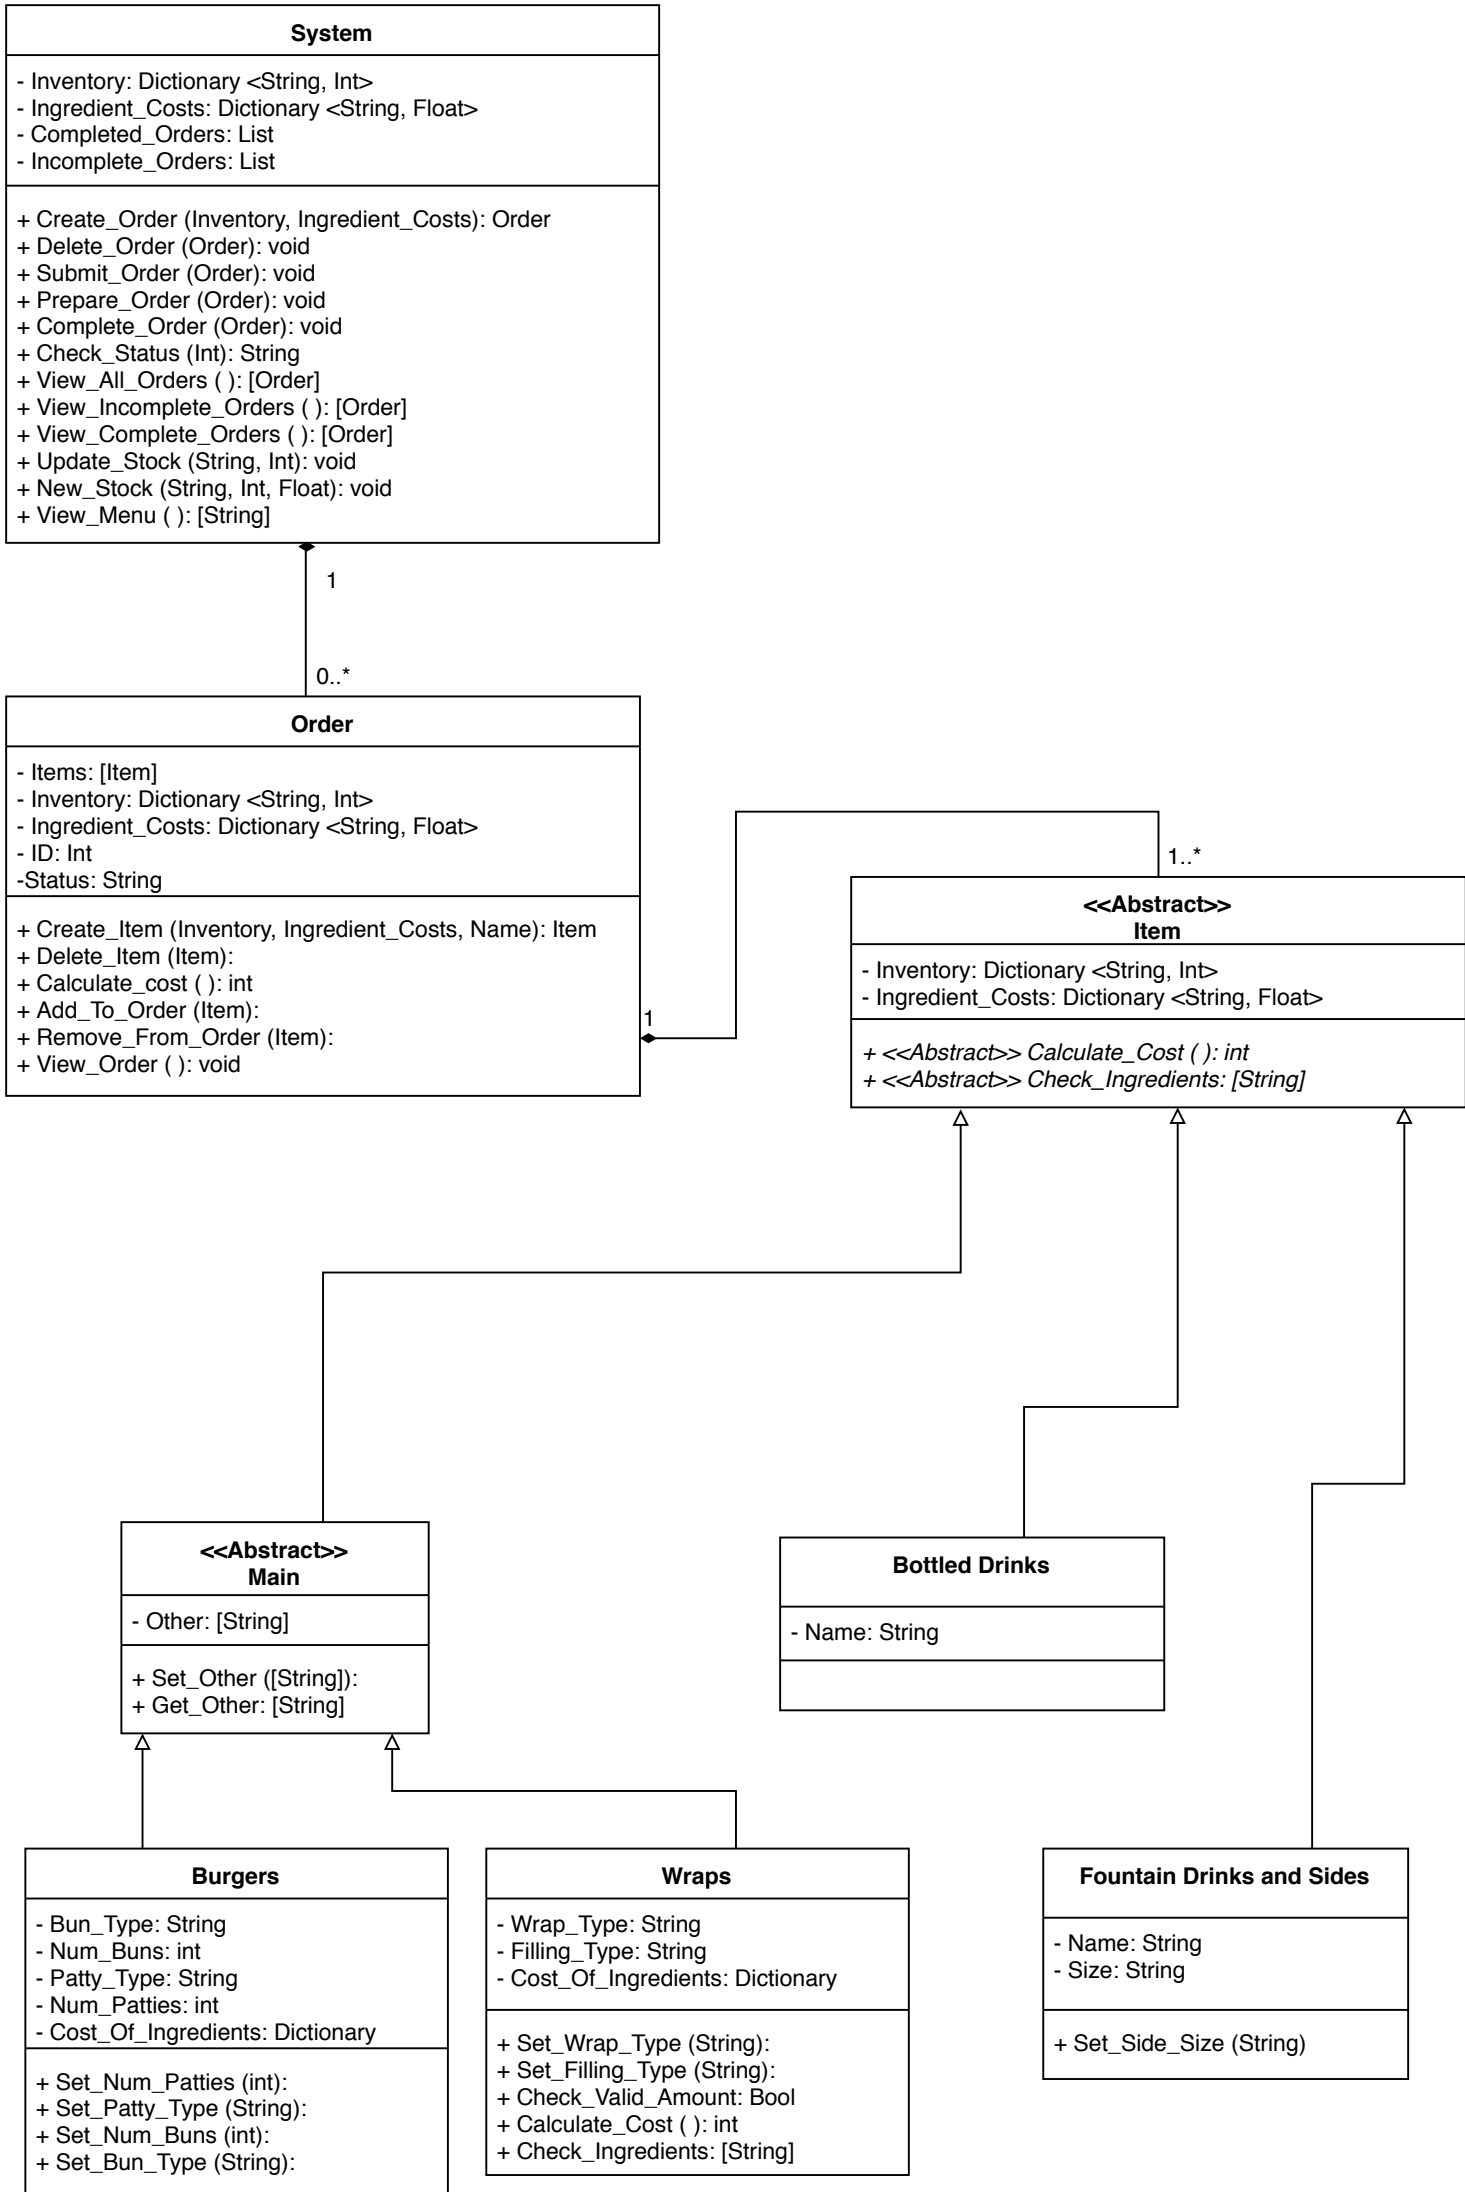 System
- Inventory: Dictionary <String, Int>
- Ingredient_Costs: Dictionary <String, Float>
- Completed_Orders: List
- Incomplete_Orders: List
+ Create_Order (Inventory, Ingredient_Costs): Order
+ Delete_Order (Order): void
+ Submit_Order (Order): void
+ Prepare_Order (Order): void
+ Complete_Order (Order): void
+ Check_Status (Int): String
+ View_All_Orders ( ): [Order]
+ View_Incomplete_Orders ( ): [Order]
+ View_Complete_Orders ( ): [Order]
+ Update_Stock (String, Int): void
+ New_Stock (String, Int, Float): void
+ View_Menu ( ): [String]
1
0..*
Order
- Items: [Item]
- Inventory: Dictionary <String, Int>
- Ingredient_Costs: Dictionary <String, Float>
- ID: Int
-Status: String
+ Create_Item (Inventory, Ingredient_Costs, Name): Item
+ Delete_Item (Item):
+ Calculate_cost ( ): int
+ Add_To_Order (Item):
+ Remove_From_Order (Item):
+ View_Order ( ): void
1
1..*
<<Abstract>>
Item
- Inventory: Dictionary <String, Int>
- Ingredient_Costs: Dictionary <String, Float>
+ <<Abstract>> Calculate_Cost ( ): int
+ <<Abstract>> Check_Ingredients: [String]
<<Abstract>>
Main
- Other: [String]
+ Set_Other ([String]):
+ Get_Other: [String]
Bottled Drinks
- Name: String
Burgers
- Bun_Type: String
- Num_Buns: int
- Patty_Type: String
- Num_Patties: int
- Cost_Of_Ingredients: Dictionary
+ Set_Num_Patties (int):
+ Set_Patty_Type (String):
+ Set_Num_Buns (int):
+ Set_Bun_Type (String):
Wraps
- Wrap_Type: String
- Filling_Type: String
- Cost_Of_Ingredients: Dictionary
+ Set_Wrap_Type (String):
+ Set_Filling_Type (String):
+ Check_Valid_Amount: Bool
+ Calculate_Cost ( ): int
+ Check_Ingredients: [String]
Fountain Drinks and Sides
- Name: String
- Size: String
+ Set_Side_Size (String)